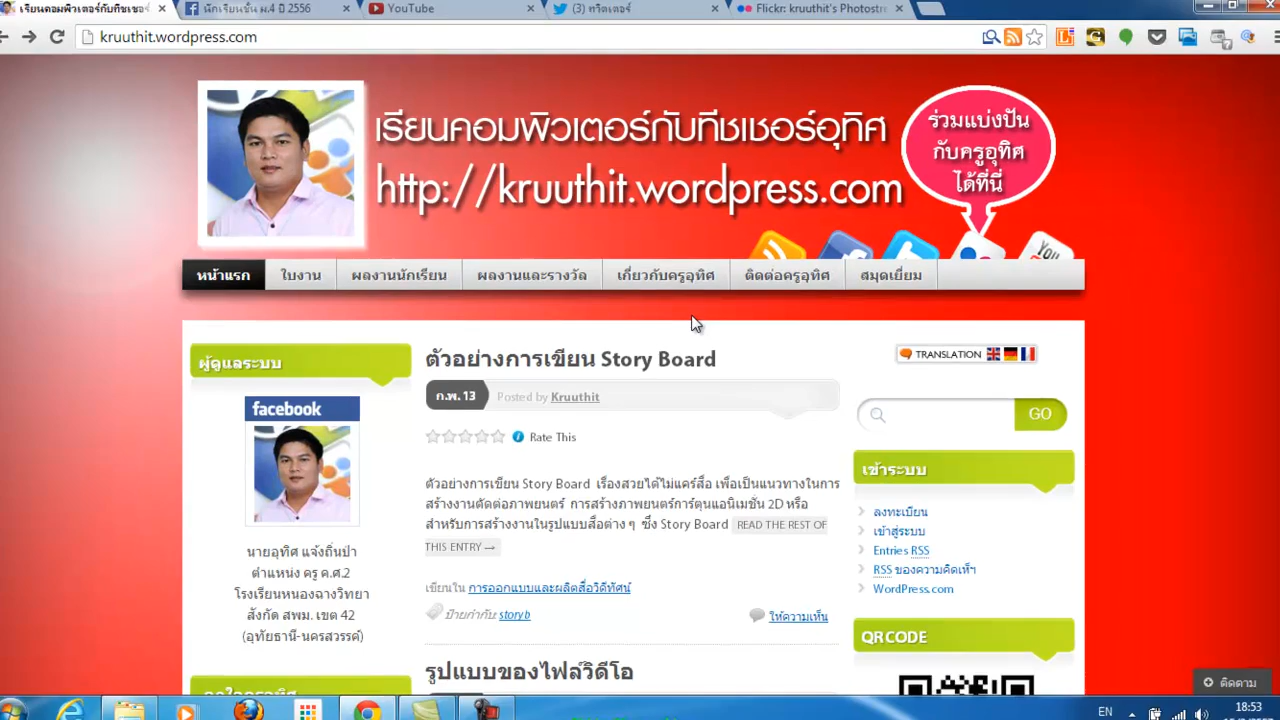 เรียนคอมพิวเตอร์กับทีชเชอ
นักเรียนชั้น ม.4 ปี 2556
YouTube
(3) ทวิตเตอร์
Flickr: kruuthit's Photostre
kruuthit.wordpress.com
เรียนคอมพิวเตอร์กับทีชเชอร์อุทิศ
http://kruuthit.wordpress.com
ร่วมแบ่งปัน
กับครูอุทิศ
ได้ที่นี่
You
หน้าแรก
ใบงาน
ผลงานนักเรียน
ผลงานและรางวัล
เกี่ยวกับครูอุทิศ
ติดต่อครูอุทิศ
สมุดเยี่ยม
ผู้ดูแลระบบ
facebook
นายอุทิศ แจ้งถิ่นป่า
ตำแหน่ง ครู ค.ศ.2
โรงเรียนหนองฉางวิทยา
สังกัด สพม. เขต 42
(อุทัยธานี-นครสวรรค์)
ตัวอย่างการเขียน Story Board
ก.พ. 13
Posted by Kruuthit
Rate This
ตัวอย่างการเขียน Story Board เรื่องสวยได้ไม่แคร์สื่อ เพื่อเป็นแนวทางในการ
สร้างงานตัดต่อภาพยนตร์ การสร้างภาพยนตร์การ์ตูนแอนิเมชั่น 2D หรือ
สำหรับการสร้างงานในรูปแบบสื่อต่าง ๆ ซึ่ง Story Board READ THE REST OF
THIS ENTRY →
เขียนใน การออกแบบและผลิตสื่อวิดีทัศน์
ป้ายกำกับ storyb
ให้ความเห็น
รูปแบบของไฟล์วิดีโอ
TRANSLATION
GO
เข้าระบบ
ลงทะเบียน
เข้าสู่ระบบ
Entries RSS
RSS ของความคิดเห็น
WordPress.com
QRCODE
ติดตาม
EN
18:53